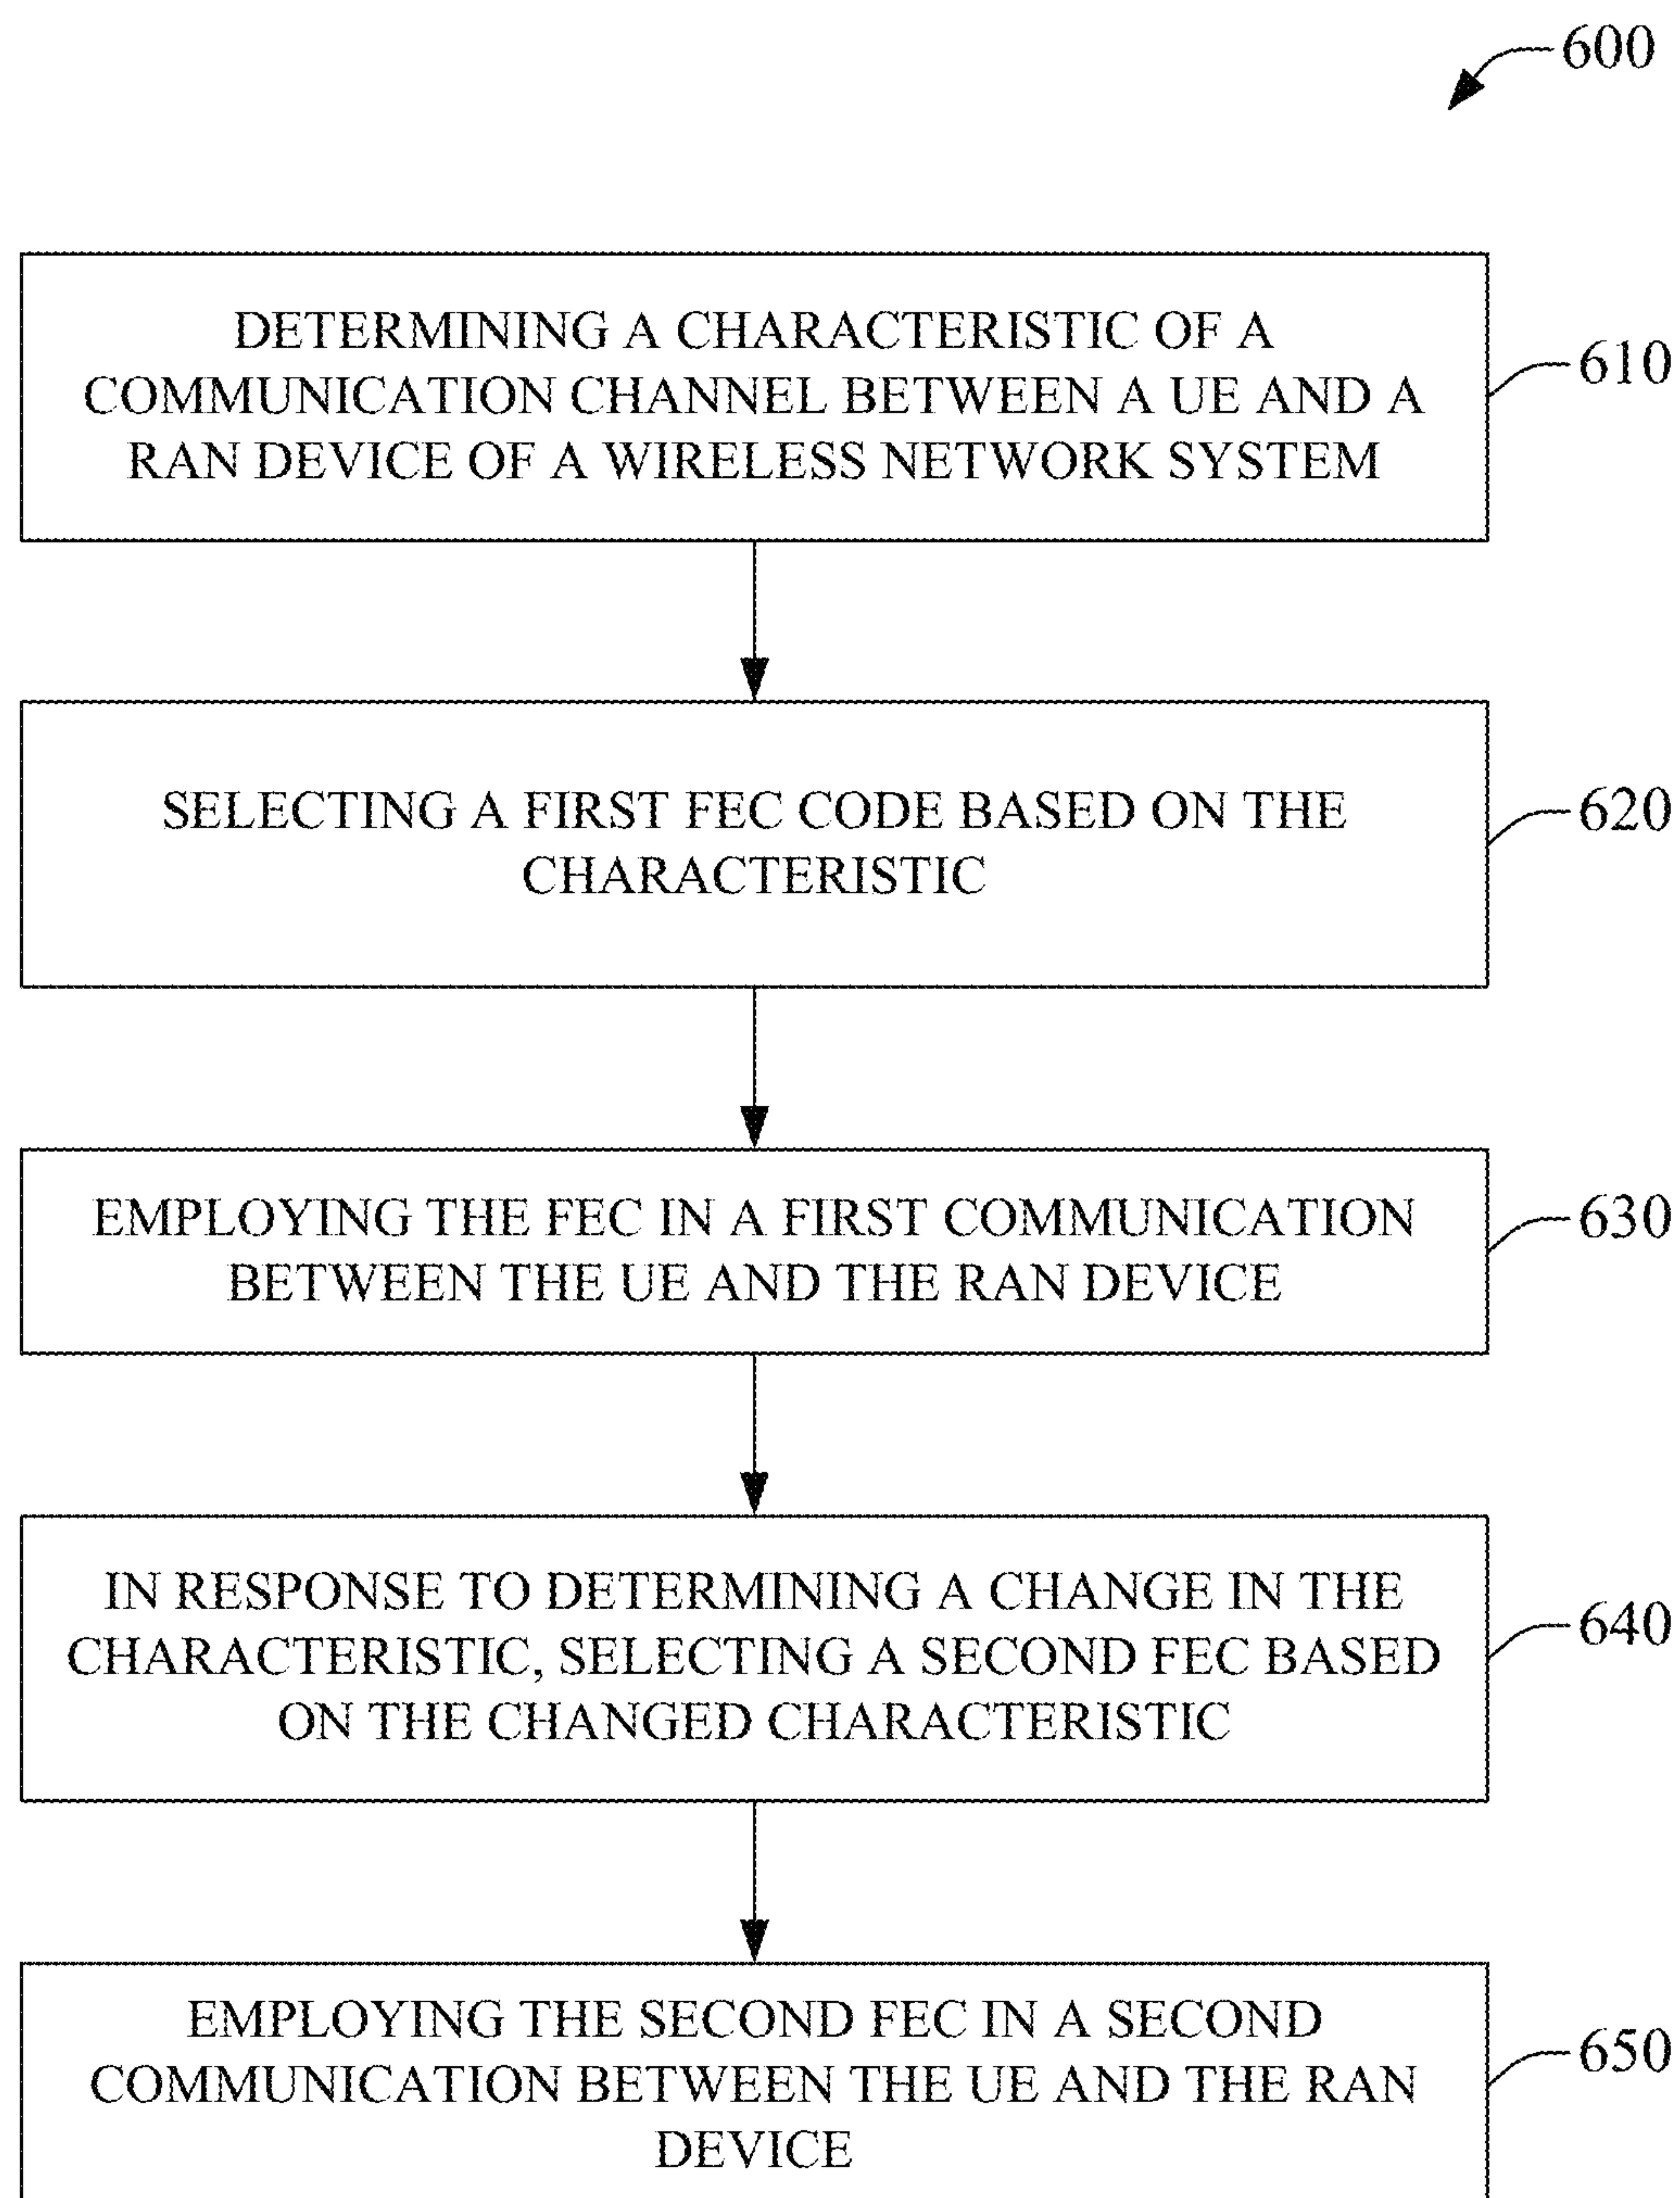 600
DETERMINING A CHARACTERISTIC OF A
COMMUNICATION CHANNEL BETWEEN A UE AND A
RAN DEVICE OF A WIRELESS NETWORK SYSTEM
610
SELECTING A FIRST FEC CODE BASED ON THE
CHARACTERISTIC
620
EMPLOYING THE FEC IN A FIRST COMMUNICATION
BETWEEN THE UE AND THE RAN DEVICE
630
IN RESPONSE TO DETERMINING A CHANGE IN THE
CHARACTERISTIC, SELECTING A SECOND FEC BASED
ON THE CHANGED CHARACTERISTIC
640
EMPLOYING THE SECOND FEC IN A SECOND
COMMUNICATION BETWEEN THE UE AND THE RAN
DEVICE
650